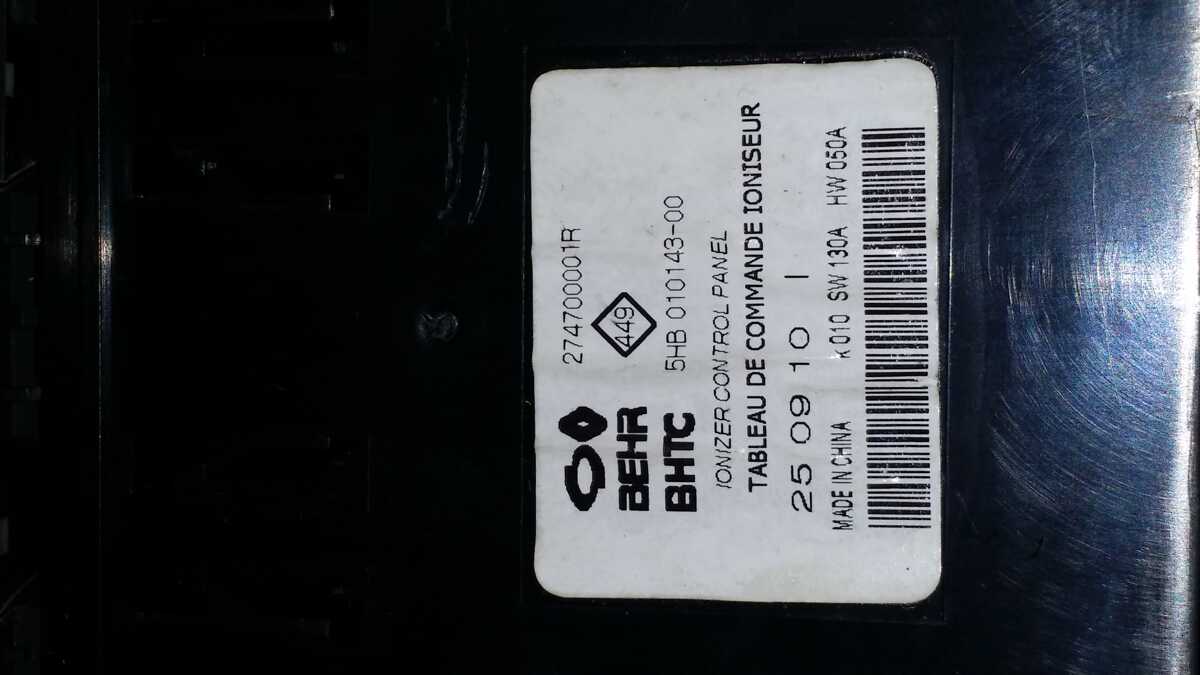 274700001R
449
BEHR
BHTC 5HB 010143-00
IONIZER CONTROL PANEL
TABLEAU DE COMMANDE IONISEUR
25 09 10 I
MADE IN CHINA K010 SW 130A HW 050A